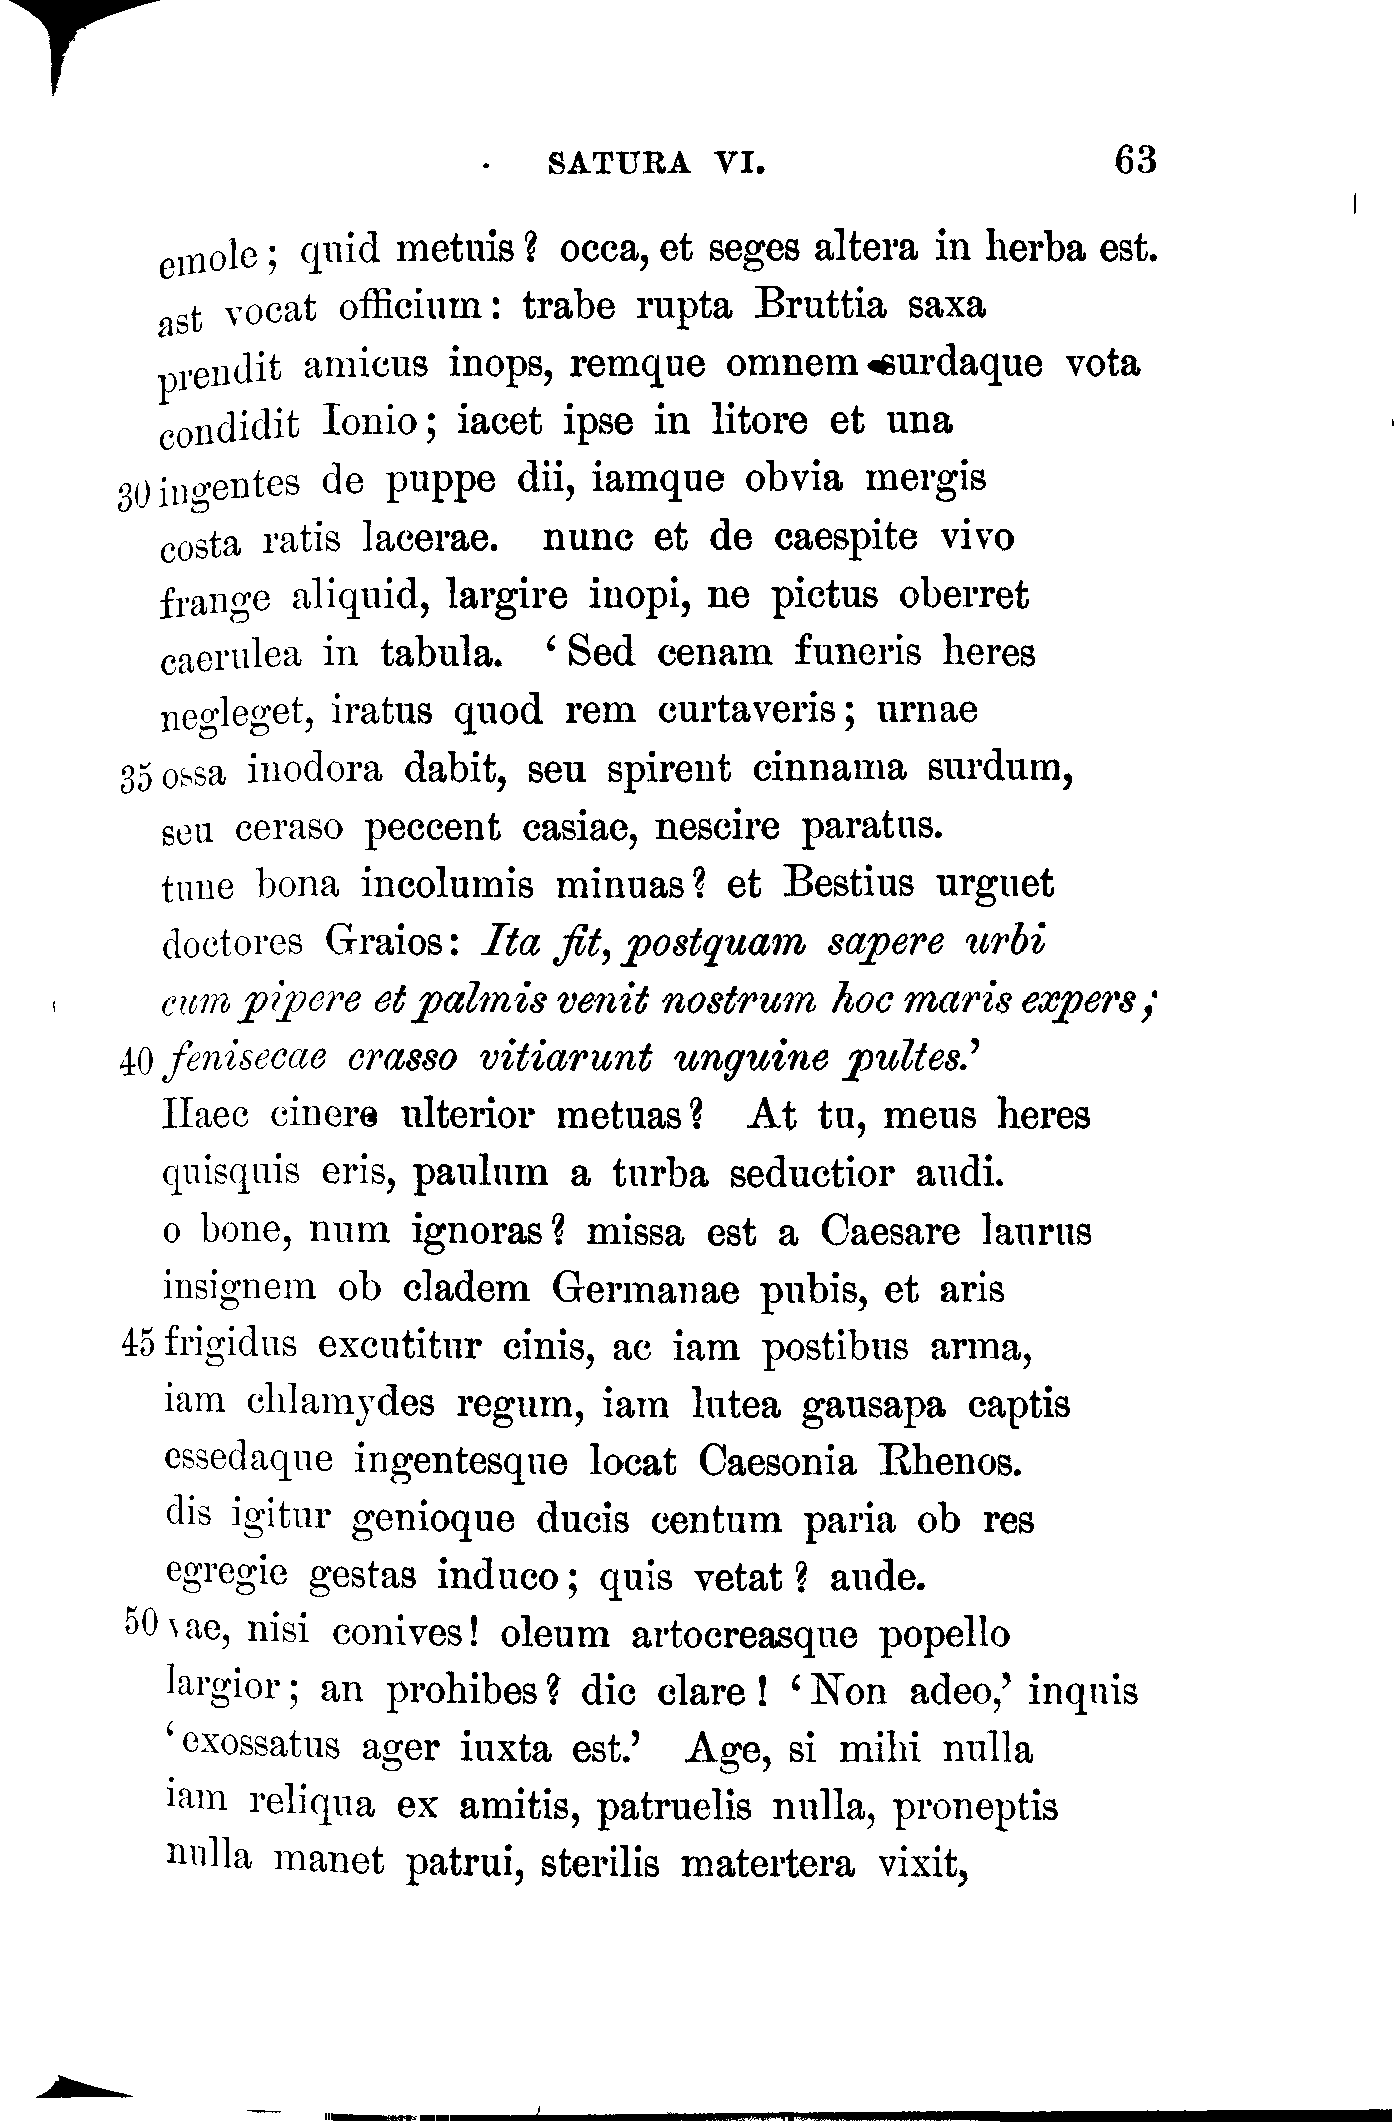 SATURA VI. 63
emole; quid metuis? occa, et seges altera in herba est.
ast vocat officium: trabe rupta Bruttia saxa
prendit amicus inops, remque omnem surdaque vota
condidit Ionio; iacet ipse in litore et una
30 ingentes de puppe dii, iamque obvia mergis
costa ratis lacerae. nunc et de caespite vivo
frange aliquid, largire inopi, ne pictus oberret
caerulea in tabula. ‘Sed cenam funeris heres
negleget, iratus quod rem curtaveris; urnae
35 ossa inodora dabit, seu spirent cinnama surdum,
seu ceraso peccent casiae, nescire paratus.
tune bona incolumis minuas? et Bestius urguet
doctores Graios: Ita fit, postquam sapere urbi
cum pipere et palmis venit nostrum hoc maris expers;
40 fenisecae crasso vitiarunt unguine pultes.’
Haec cinere ulterior metuas? At tu, meus heres
quisquis eris, paulum a turba seductior audi.
o bone, num ignoras? missa est a Caesare laurus
insignem ob cladem Germanae pubis, et aris
45 frigidus excutitur cinis, ac iam postibus arma,
iam chlamydes regum, iam lutea gausapa captis
essedaque ingentesque locat Caesonia Rhenos.
dis igitur genioque ducis centum paria ob res
egregie gestas induco; quis vetat? aude.
50 vae, nisi conives! oleum artocreasque popello
largior; an prohibes? dic clare! ‘Non adeo,’ inquis
‘exossatus ager iuxta est.’ Age, si mihi nulla
iam reliqua ex amitis, patruelis nulla, proneptis
nulla manet patrui, sterilis matertera vixit,